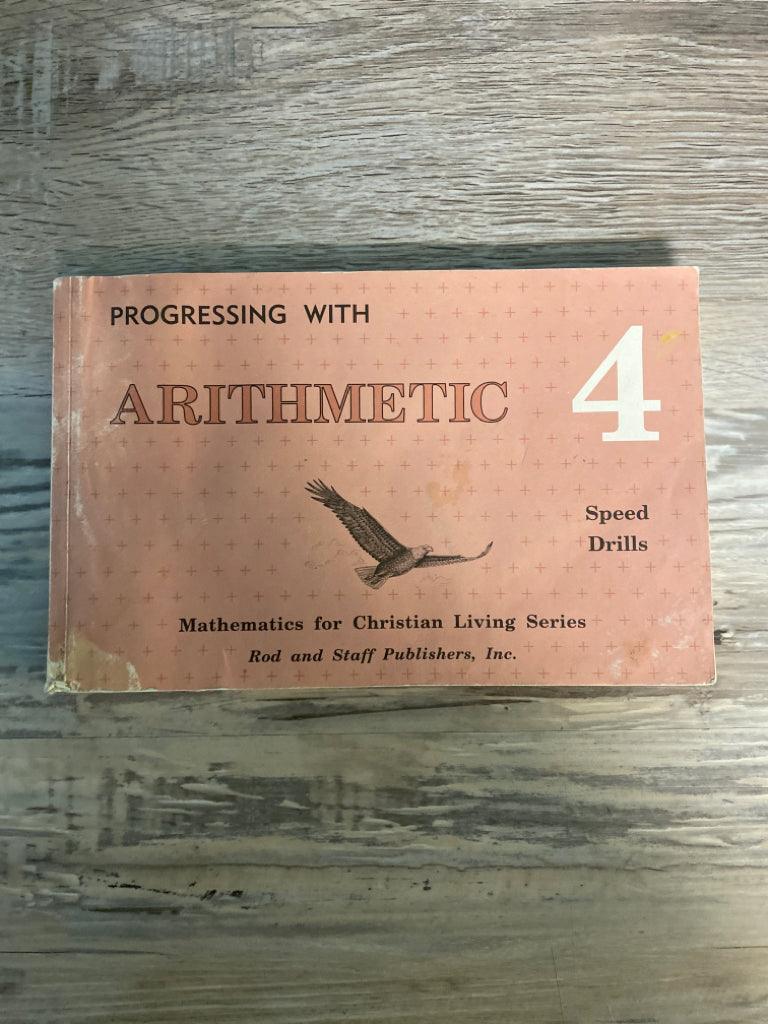 PROGRESSING WITH
ARITHMETIC 4
Speed
Drills
Mathematics for Christian Living Series
Rod and Staff Publishers, Inc.